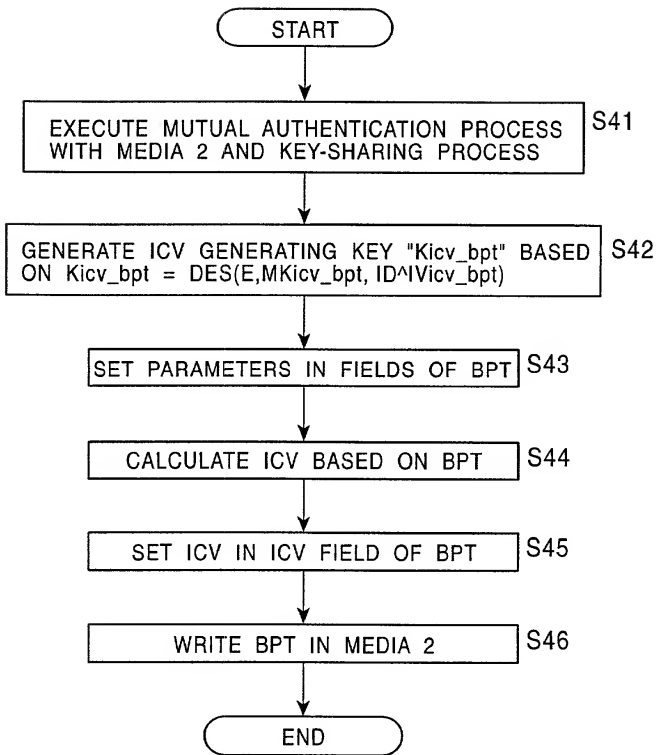 START
EXECUTE MUTUAL AUTHENTICATION PROCESS
WITH MEDIA 2 AND KEY-SHARING PROCESS
S41
GENERATE ICV GENERATING KEY "Kicv_bpt" BASED
ON Kicv_bpt = DES(E,MKicv_bpt, ID^IVicv_bpt)
S42
SET PARAMETERS IN FIELDS OF BPT
S43
CALCULATE ICV BASED ON BPT
S44
SET ICV IN ICV FIELD OF BPT
S45
WRITE BPT IN MEDIA 2
S46
END